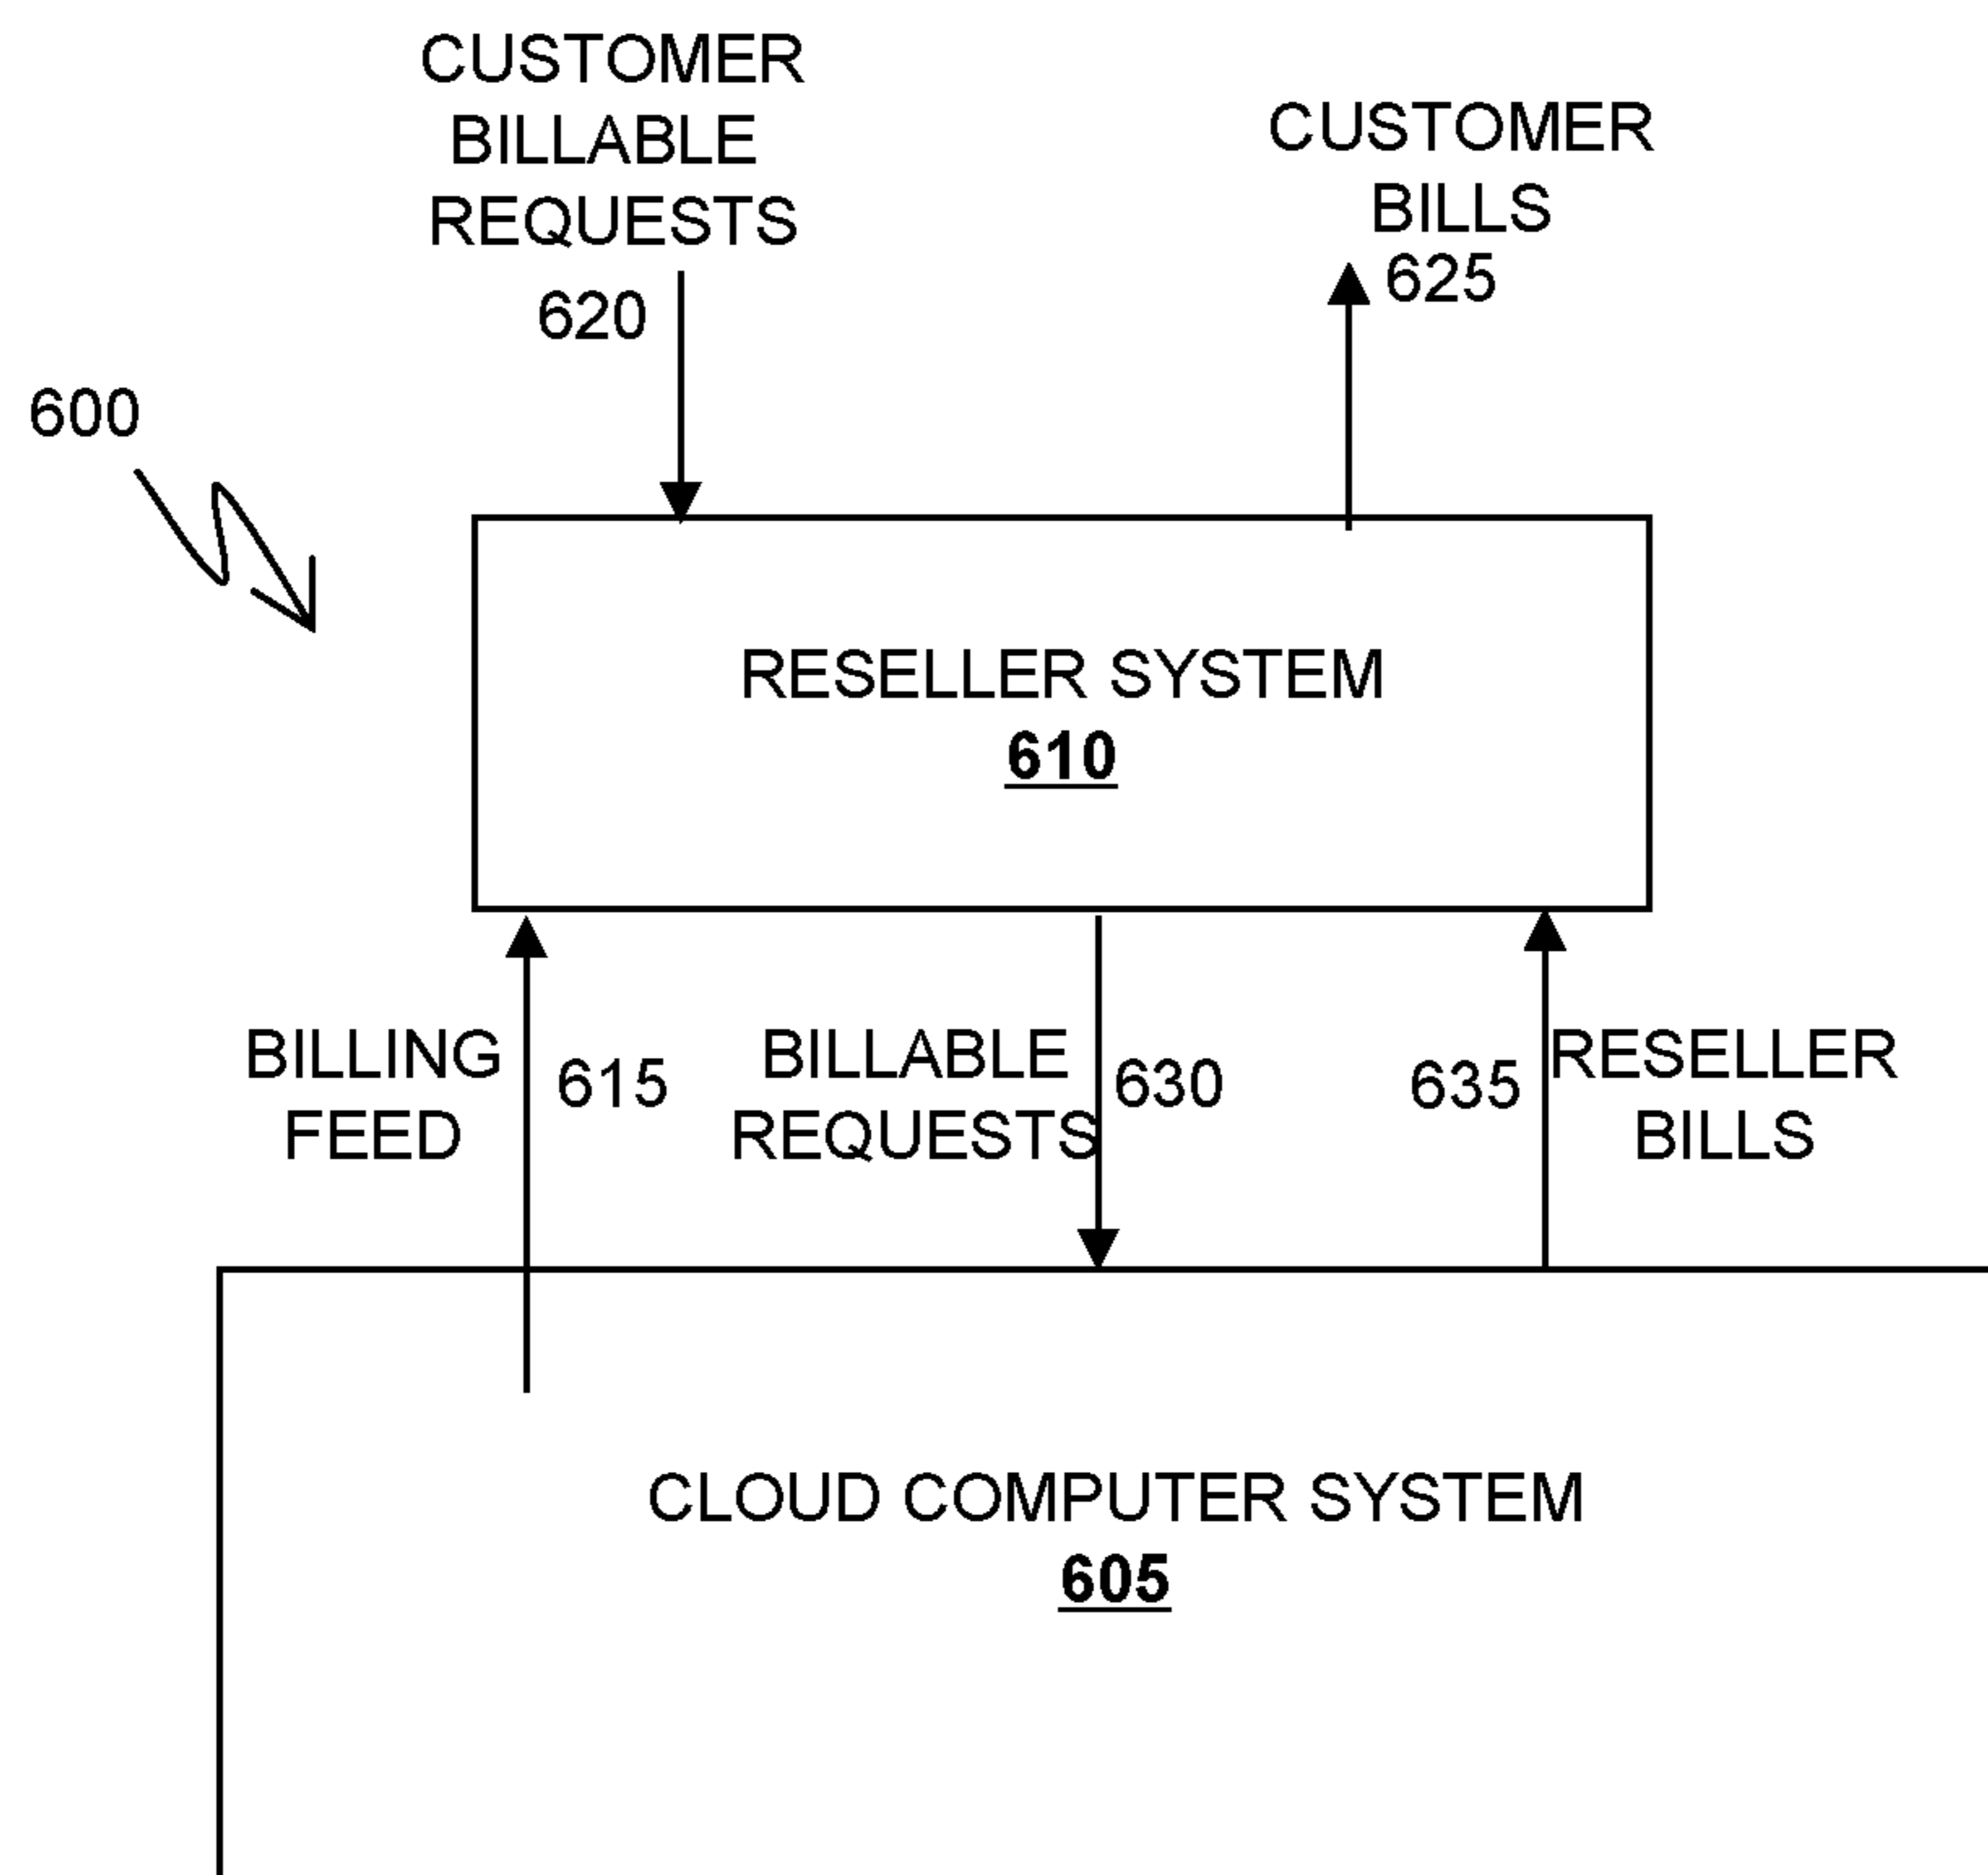 CUSTOMER
BILLABLE
REQUESTS
620
CUSTOMER
BILLS
625
600
RESELLER SYSTEM
610
BILLING
FEED
615
BILLABLE
REQUESTS
630
635
RESELLER
BILLS
CLOUD COMPUTER SYSTEM
605